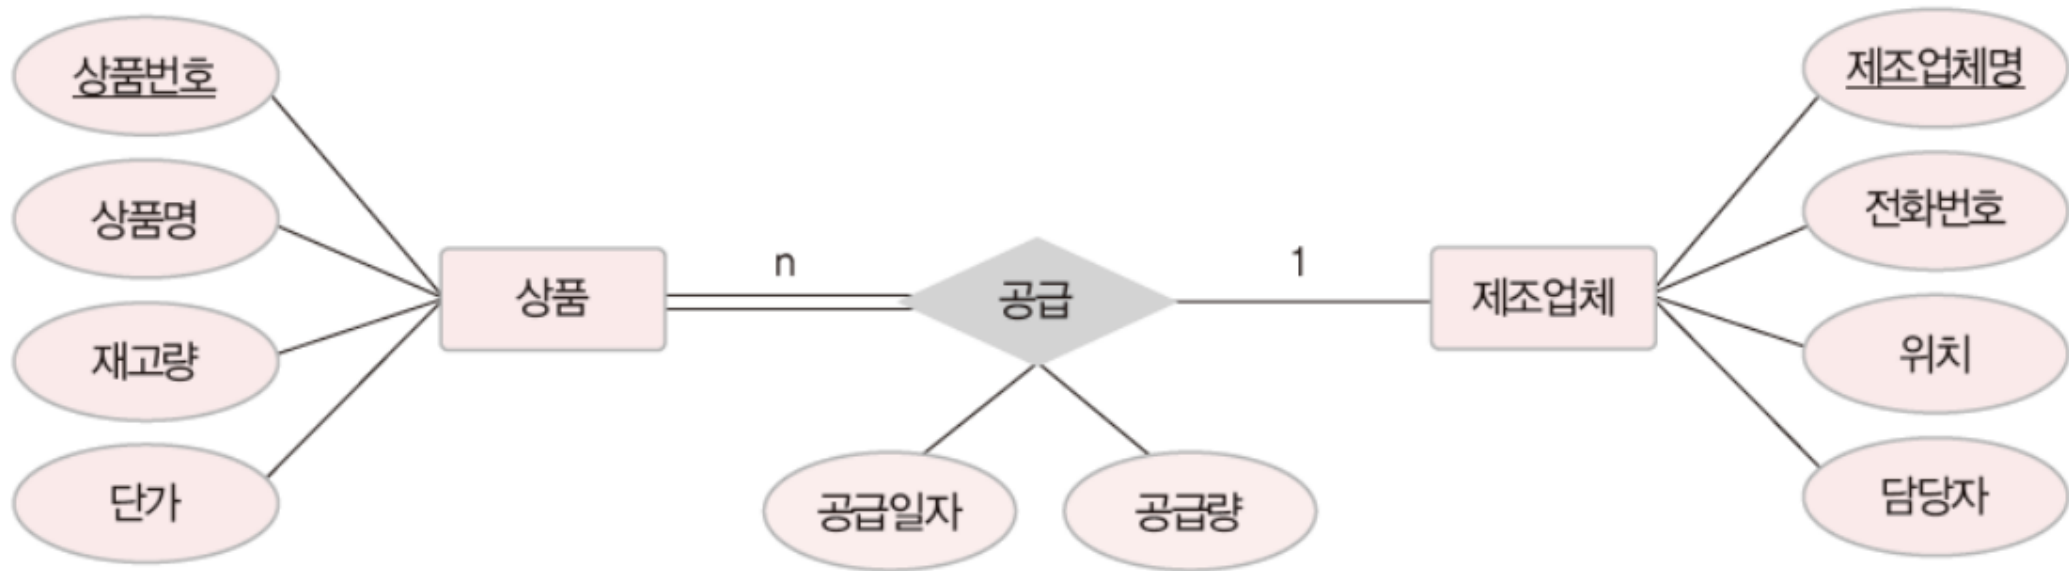 상품번호
상품명
재고량
단가
상품
n
공급
1
제조업체
공급일자
공급량
제조업체명
전화번호
위치
담당자